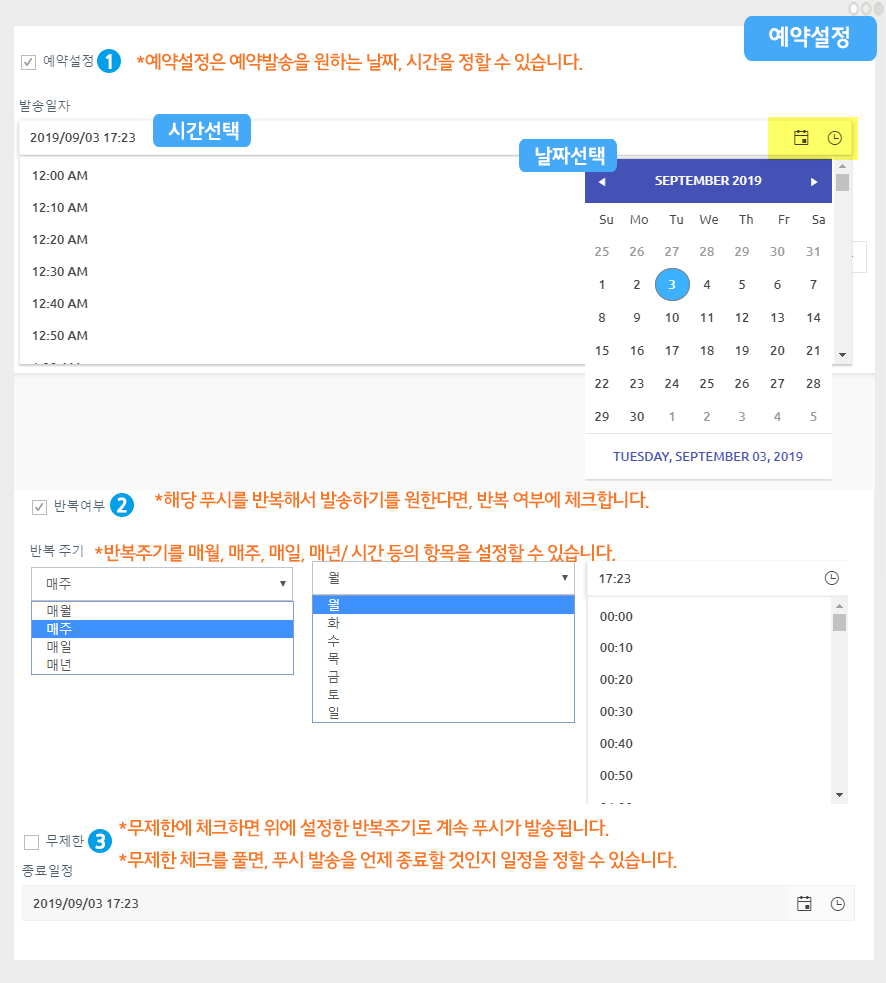 예약설정
예약설정 1 *예약설정은 예약발송을 원하는 날짜, 시간을 정할 수 있습니다.
발송일자
2019/09/03 17:23
시간선택
날짜선택
12:00 AM
12:10 AM
12:20 AM
12:30 AM
12:40 AM
12:50 AM
SEPTEMBER 2019
Su Mo Tu We Th Fr Sa
25 26 27 28 29 30 31
1 2 3 4 5 6 7
8 9 10 11 12 13 14
15 16 17 18 19 20 21
22 23 24 25 26 27 28
29 30 1 2 3 4 5
TUESDAY, SEPTEMBER 03, 2019
반복여부 2 *해당 푸시를 반복해서 발송하기를 원한다면, 반복 여부에 체크합니다.
반복 주기 *반복주기를 매월, 매주, 매일, 매년/ 시간 등의 항목을 설정할 수 있습니다.
매주
매월
매주
매일
매년
월
월
화
수
목
금
토
일
17:23
00:00
00:10
00:20
00:30
00:40
00:50
무제한 3 *무제한에 체크하면 위에 설정한 반복주기로 계속 푸시가 발송됩니다.
*무제한 체크를 풀면, 푸시 발송을 언제 종료할 것인지 일정을 정할 수 있습니다.
종료일정
2019/09/03 17:23